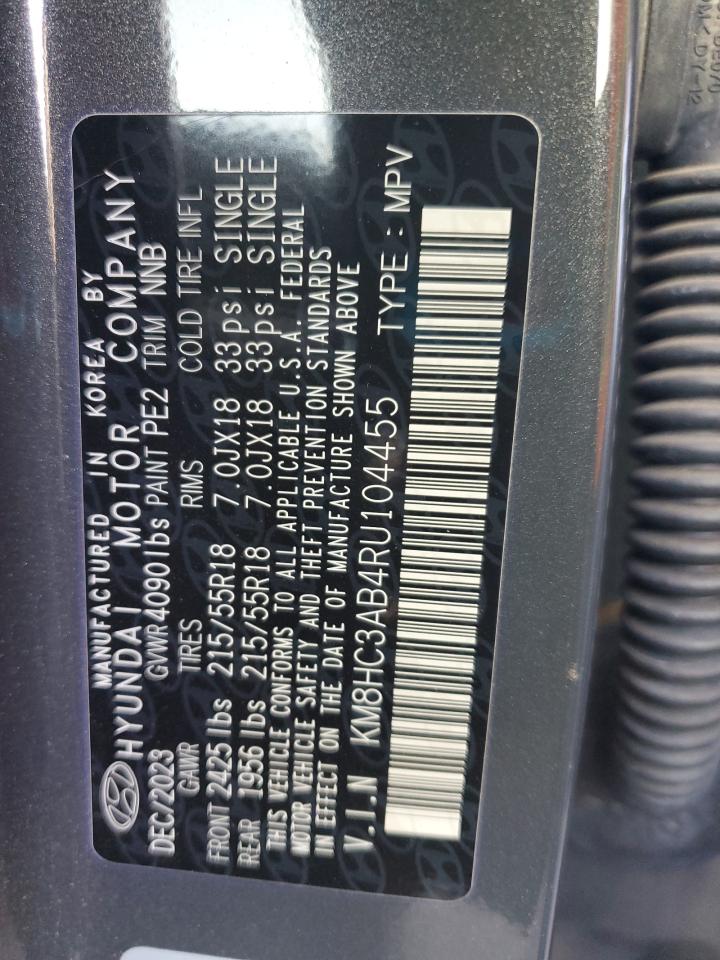 MANUFACTURED IN KOREA BY
HYUNDAI MOTOR COMPANY
DEC/2023 GVWR 4090lbs PAINT PE2 TRIM NNB
GAWR TIRES RMS COLD TIRE INFL
FRONT 2425 lbs 215/55R18 7.0JX18 33psi SINGLE
REAR 1956 lbs 215/55R18 7.0JX18 33psi SINGLE
THIS VEHICLE CONFORMS TO ALL APPLICABLE U.S.A. FEDERAL
MOTOR VEHICLE SAFETY AND THEFT PREVENTION STANDARDS
IN EFFECT ON THE DATE OF MANUFACTURE SHOWN ABOVE
V.I.N KM8HC3AB4RU104455 TYPE : MPV